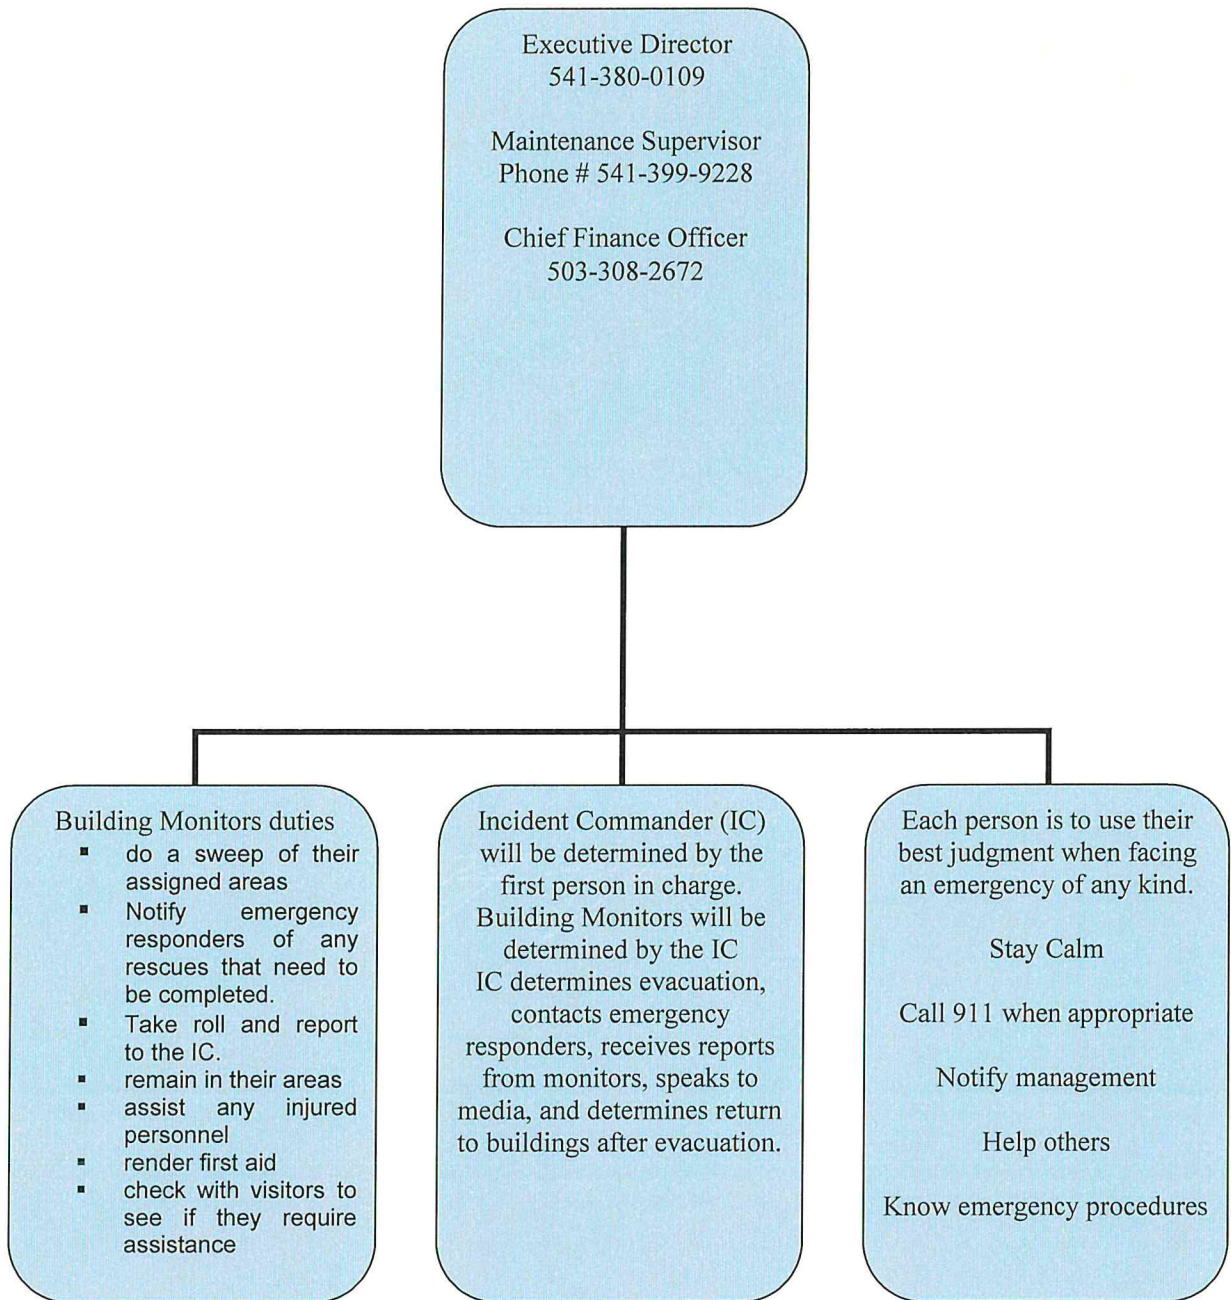 Executive Director
541-380-0109
Maintenance Supervisor
Phone # 541-399-9228
Chief Finance Officer
503-308-2672
Building Monitors duties
▪ do a sweep of their
assigned areas
▪ Notify emergency
responders of any
rescues that need to
be completed.
▪ Take roll and report
to the IC.
▪ remain in their areas
▪ assist any injured
personnel
▪ render first aid
▪ check with visitors to
see if they require
assistance
Incident Commander (IC)
will be determined by the
first person in charge.
Building Monitors will be
determined by the IC
IC determines evacuation,
contacts emergency
responders, receives reports
from monitors, speaks to
media, and determines return
to buildings after evacuation.
Each person is to use their
best judgment when facing
an emergency of any kind.
Stay Calm
Call 911 when appropriate
Notify management
Help others
Know emergency procedures